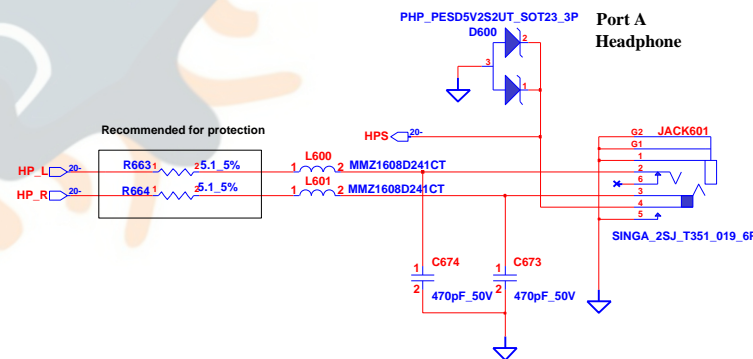 PHP_PESD5V2S2UT_SOT23_3P
D600
Port A
Headphone
2
3
1
Recommended for protection
HPS 20-
G2 JACK601
G1
1
L600
HP_L 20- R663 1 2 5.1_5% 1 2 MMZ1608D241CT
2
L601
6
HP_R 20- R664 1 2 5.1_5% 1 2 MMZ1608D241CT
3
4
5
SINGA_2SJ_T351_019_6P
1 C674 1 C673
2 470pF_50V 2 470pF_50V